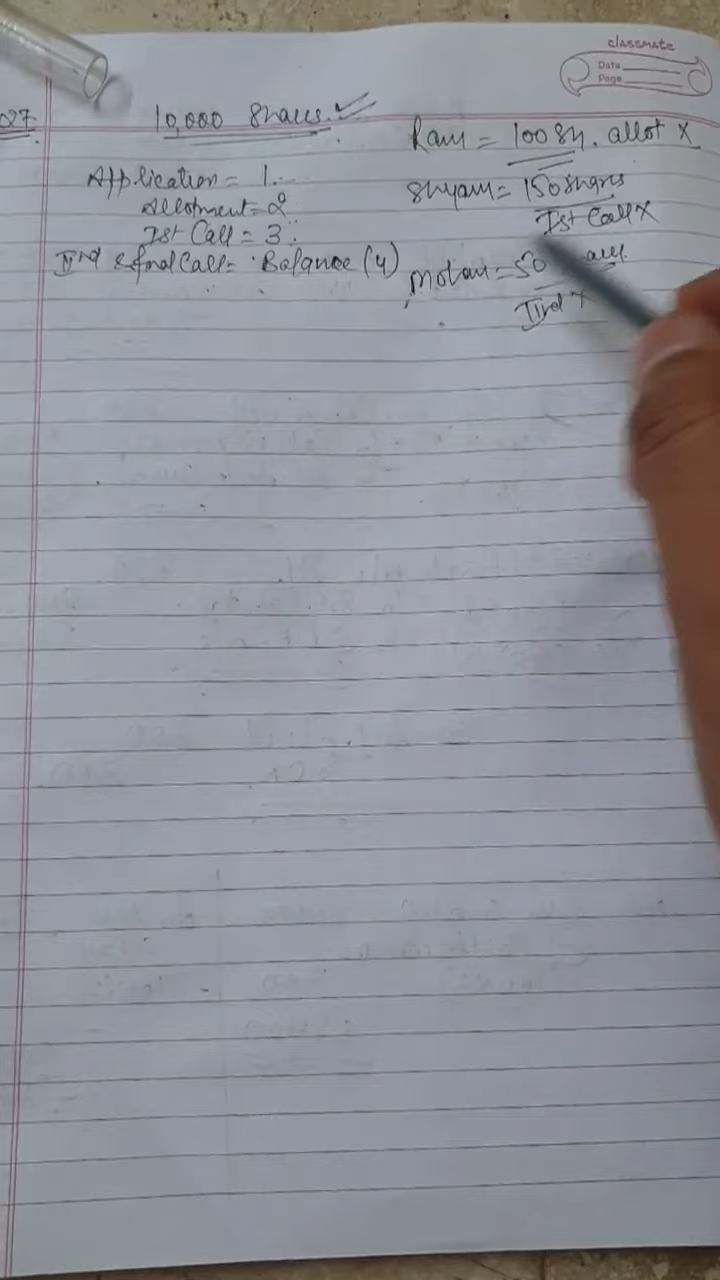 classmate
Date
Page
27.
10,000 Shares.
Application = 1.
Allotment = 2.
Ist Call = 3.
IInd & final Call = Balance (4)
Ram = 100 Sh. allot X
Shyam = 150 shares
Ist Call X
Mohan = 50
IInd X